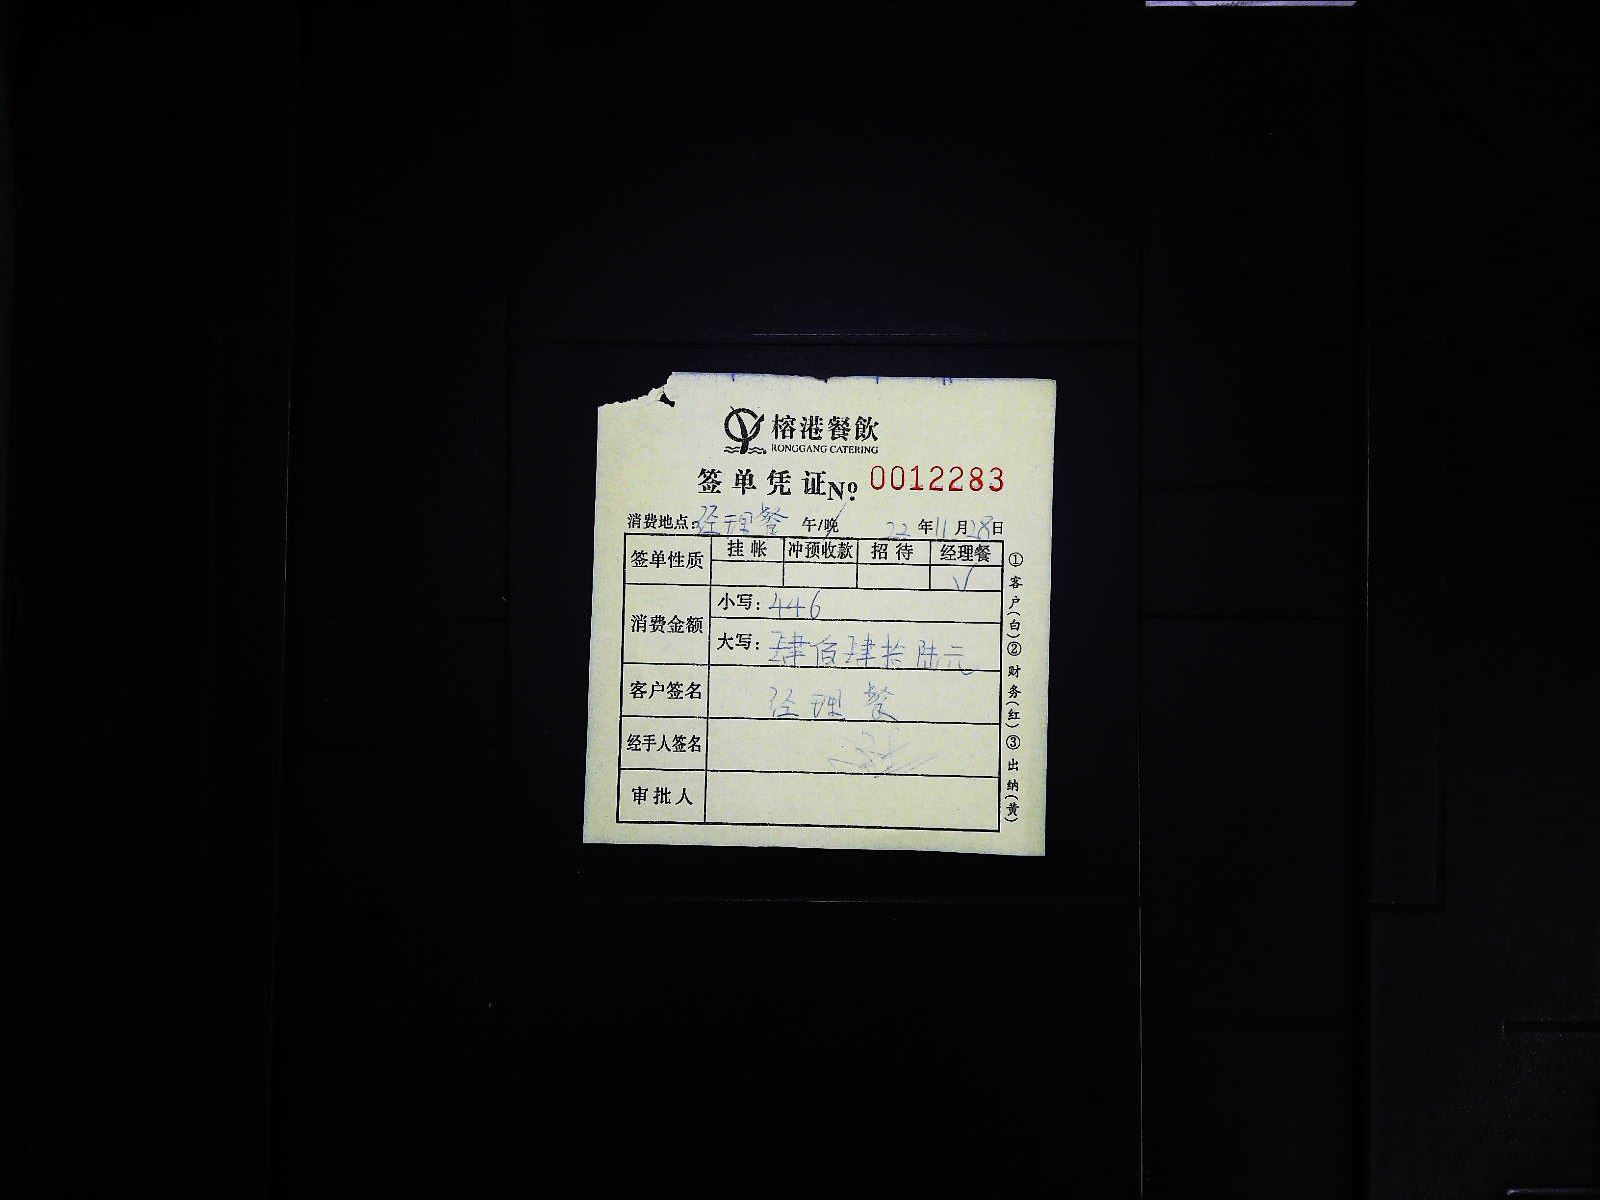 榕港餐飲
RONGGANG CATERING
签单凭证 No. 0012283
消费地点:经理餐 午/晚 22年11月28日
签单性质 挂帐 冲预收款 招待 经理餐
√
消费金额 小写:446
大写:肆佰肆拾陆元
客户签名 经理餐
经手人签名
审批人
①客户(白)②财务(红)③出纳(黄)